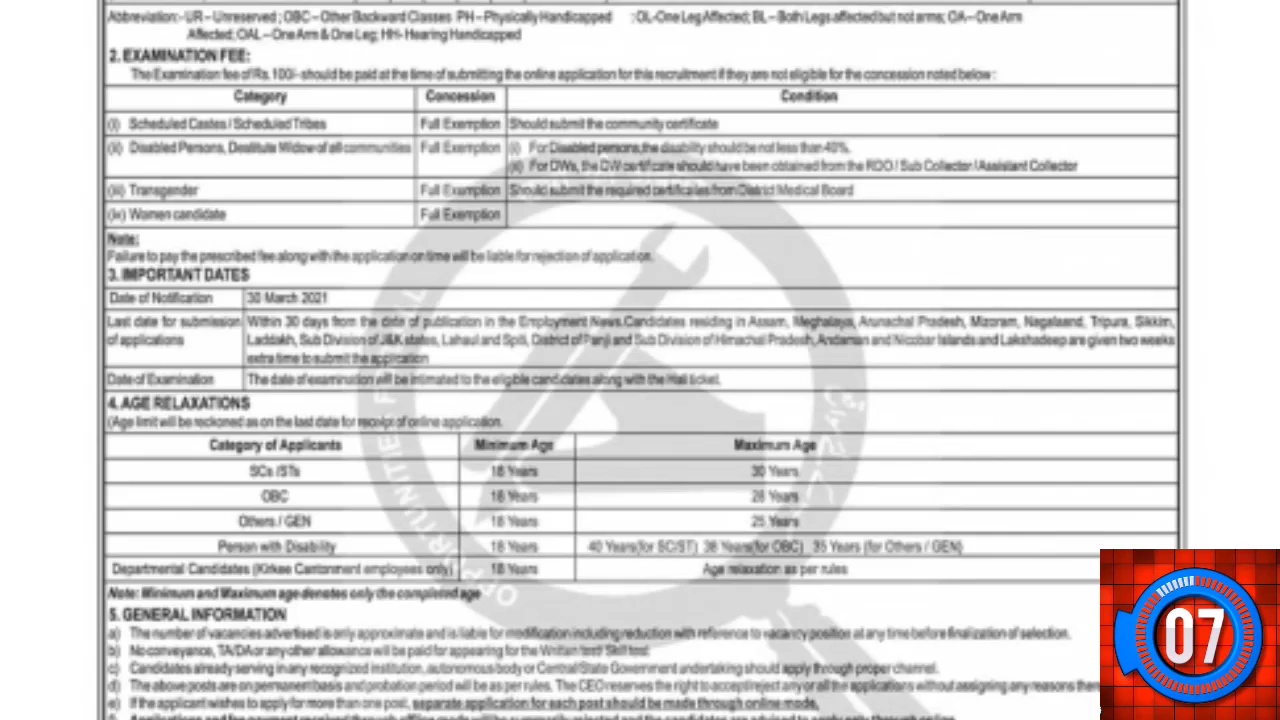 Abbreviation:- UR – Unreserved ; OBC – Other Backward Classes PH – Physically Handicapped : OL-One Leg Affected; BL – Both Legs affected but not arms; OA – One Arm
Affected; OAL – One Arm & One Leg; HH- Hearing Handicapped
2. EXAMINATION FEE:
The Examination fee of Rs. 100/- should be paid at the time of submitting the online application for this recruitment if they are not eligible for the concession noted below :
Category Concession Condition
(i) Scheduled Castes / Scheduled Tribes Full Exemption Should submit the community certificate
(ii) Disabled Persons, Destitute Widow of all communities Full Exemption (i) For Disabled persons, the disability should be not less than 40%.
(ii) For DWs, the DW certificate should have been obtained from the RDO / Sub Collector /Assistant Collector
(iii) Transgender Full Exemption Should submit the required certificates from District Medical Board
(iv) Women candidate Full Exemption
Note:
Failure to pay the prescribed fee along with the application on time will be liable for rejection of application.
3. IMPORTANT DATES
Date of Notification 30 March 2021
Last date for submission of applications Within 30 days from the date of publication in the Employment News.Candidates residing in Assam, Meghalaya, Arunachal Pradesh, Mizoram, Nagalaand, Tripura, Sikkim,
Laddakh, Sub Division of J&K states, Lahaul and Spiti, District of Panji and Sub Division of Himachal Pradesh, Andaman and Nicobar Islands and Lakshadeep are given two weeks
extra time to submit the application
Date of Examination The date of examination will be intimated to the eligible candidates along with the Hall ticket.
4. AGE RELAXATIONS
(Age limit will be reckoned as on the last date for receipt of online application.
Category of Applicants Minimum Age Maximum Age
SCs /STs 18 Years 30 Years
OBC 18 Years 28 Years
Others / GEN 18 Years 25 Years
Person with Disability 18 Years 40 Years(for SC/ST) 38 Years(for OBC) 35 Years (for Others / GEN)
Departmental Candidates (Kirkee Cantonment employees only) 18 Years Age relaxation as per rules
Note: Minimum and Maximum age denotes only the completed age
5. GENERAL INFORMATION
a) The number of vacancies advertised is only approximate and is liable for modification including reduction with reference to vacancy position at any time before finalization of selection.
b) No conveyance, TA/DA or any other allowance will be paid for appearing for the Written test/ Skill test
c) Candidates already serving in any recognized institution, autonomous body or Central/State Government undertaking should apply through proper channel.
d) The above posts are on permanent basis and probation period will be as per rules. The CEO reserves the right to accept/reject any or all the applications without assigning any reasons
e) If the applicant wishes to apply for more than one post, separate application for each post should be made through online mode.
07